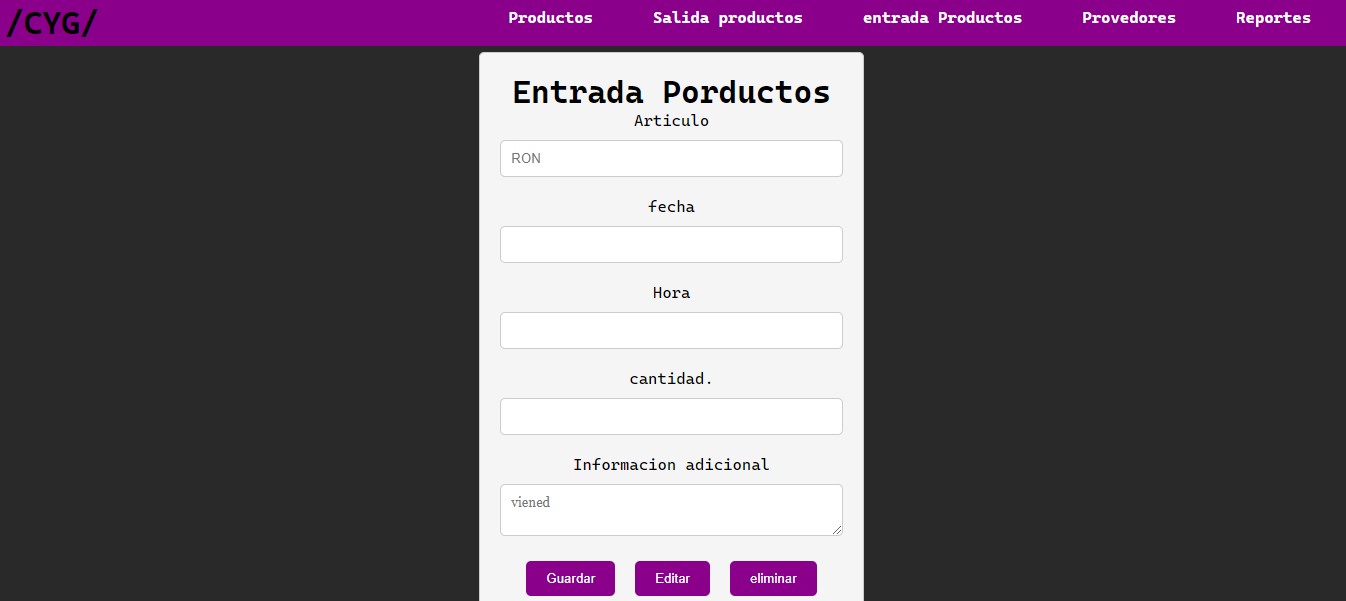 /CYG/
Productos Salida productos entrada Productos Provedores Reportes
Entrada Porductos
Articulo
RON
fecha
Hora
cantidad.
Informacion adicional
viened
Guardar Editar eliminar